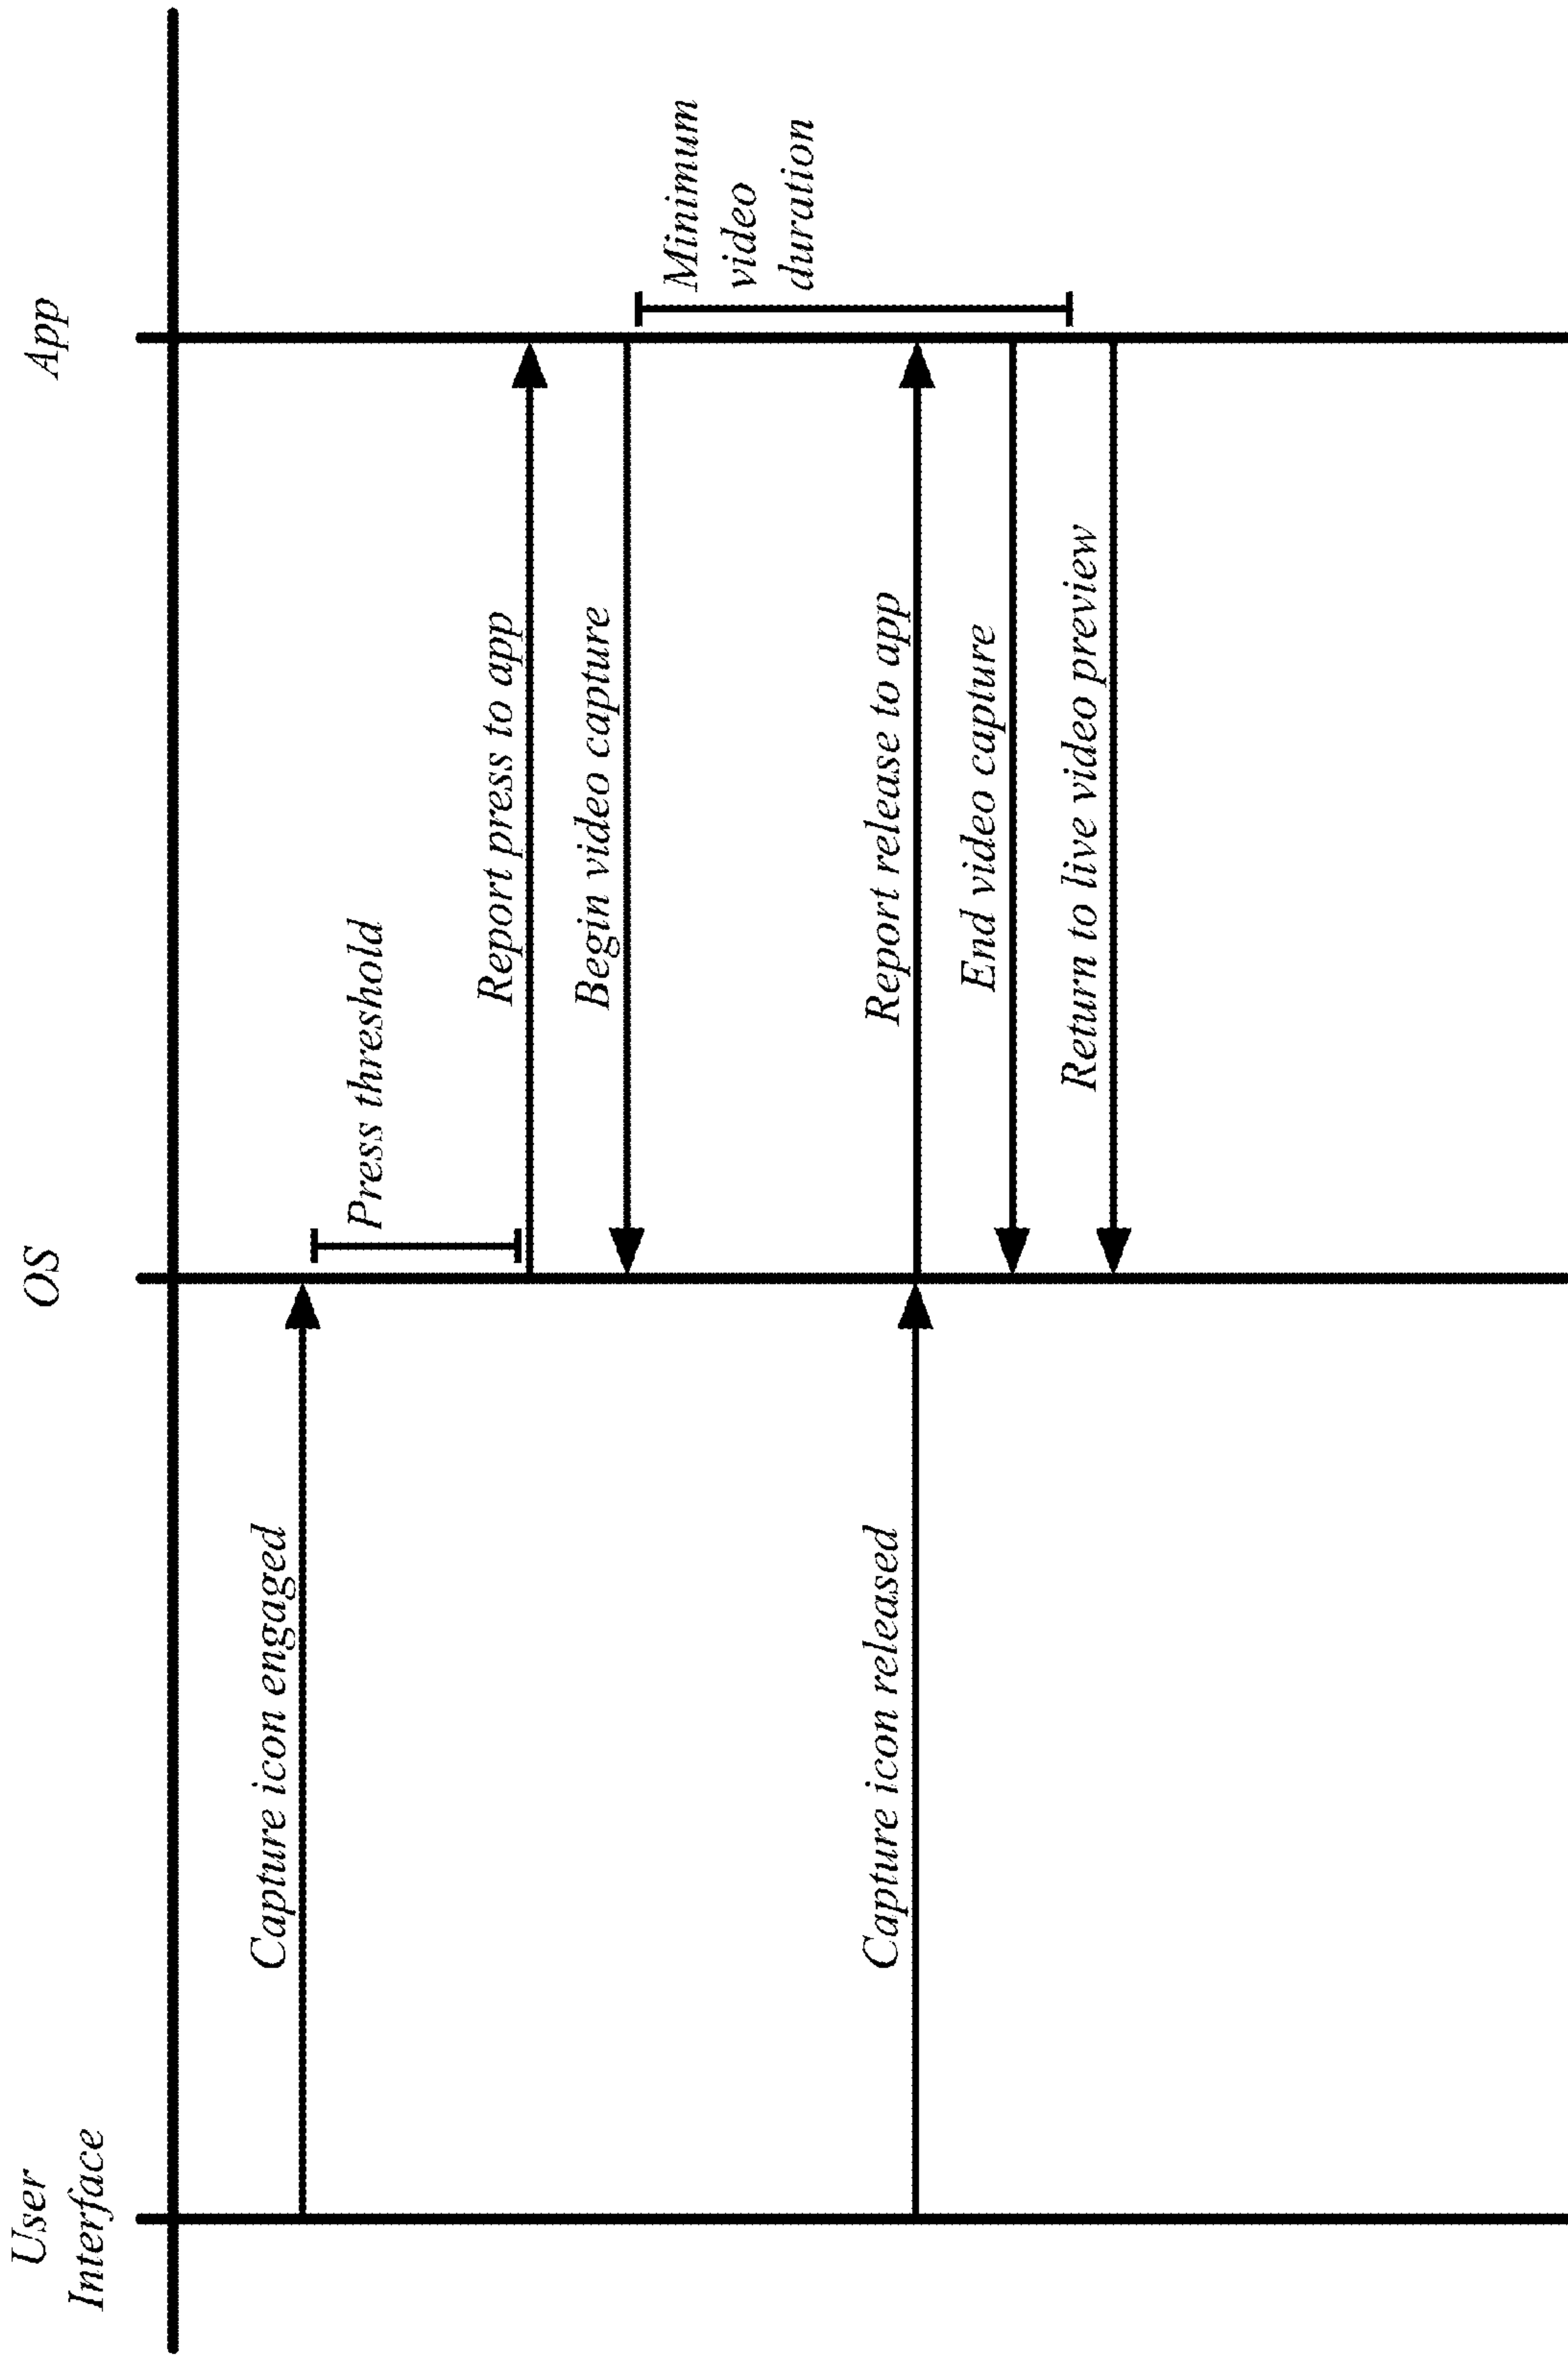 User
Interface
OS
App
Capture icon engaged
Press threshold
Report press to app
Begin video capture
Minimum
video
duration
Capture icon released
Report release to app
End video capture
Return to live video preview